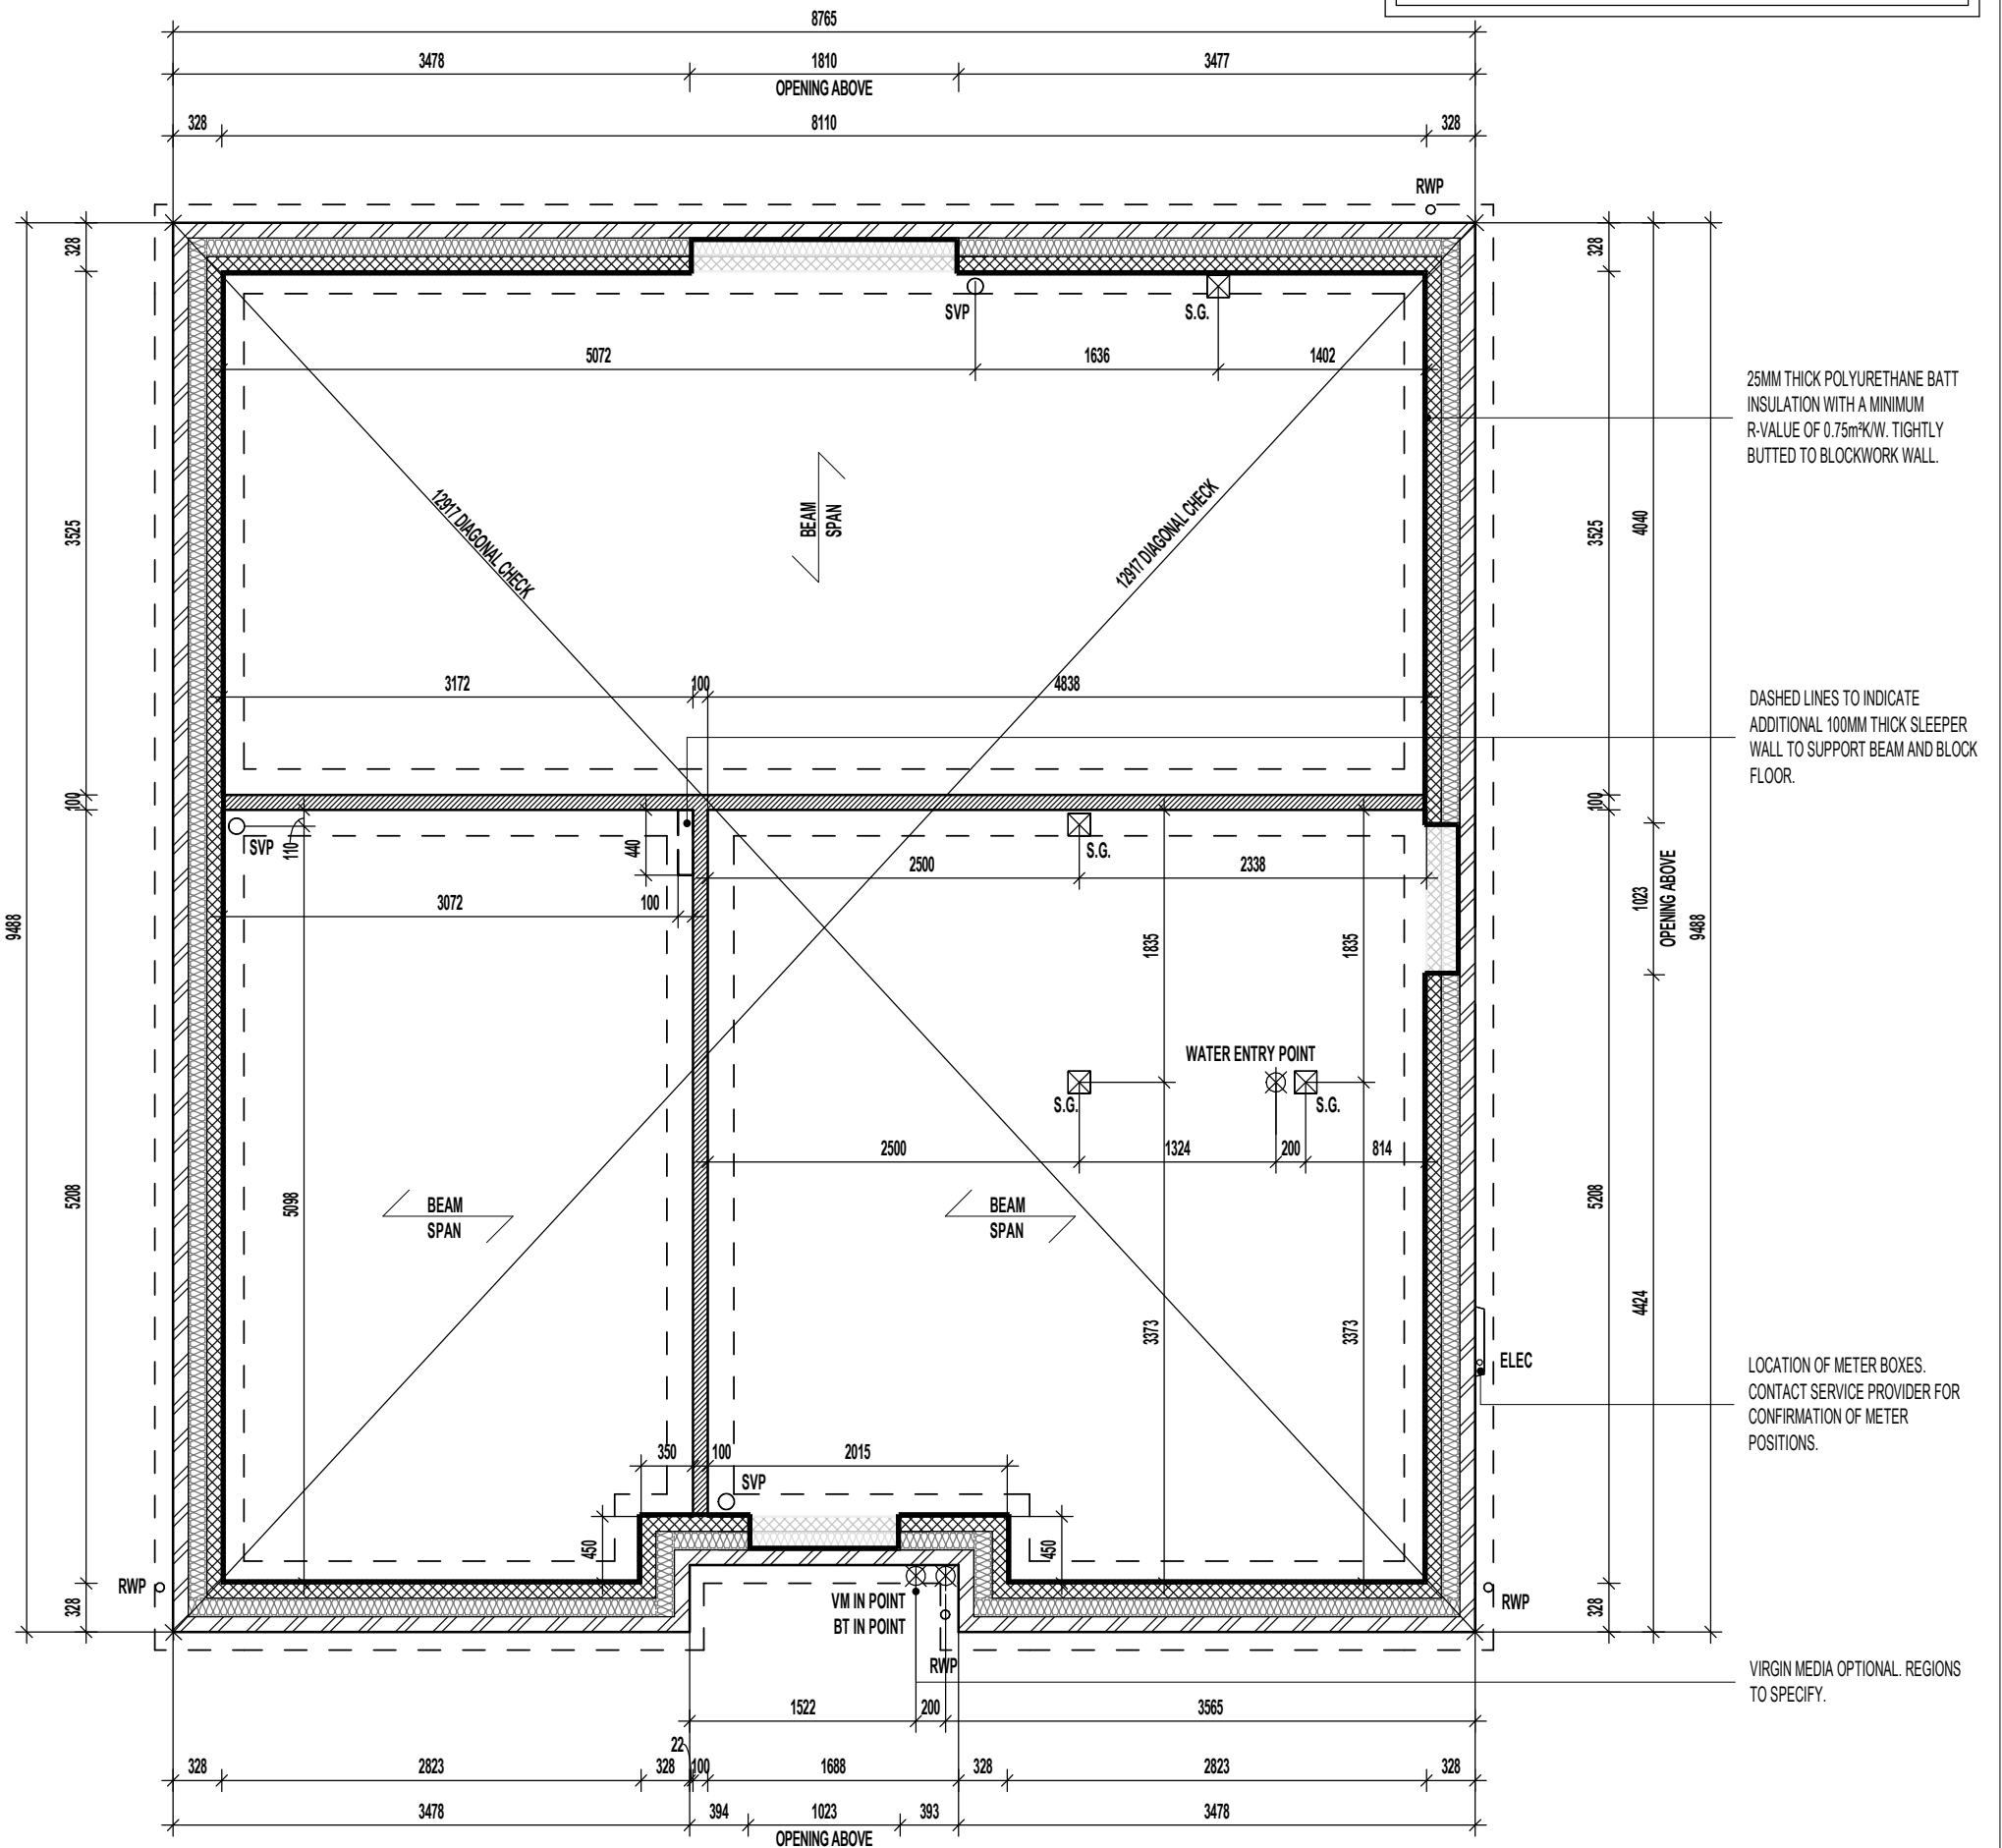 8765
3478
1810
3477
OPENING ABOVE
328
8110
328
RWP
328
328
SVP
S.G.
5072
1636
1402
25MM THICK POLYURETHANE BATT
INSULATION WITH A MINIMUM
R-VALUE OF 0.75m²K/W. TIGHTLY
BUTTED TO BLOCKWORK WALL.
12917 DIAGONAL CHECK
BEAM
SPAN
12917 DIAGONAL CHECK
3525
3525
4040
3172
100
4838
DASHED LINES TO INDICATE
ADDITIONAL 100MM THICK SLEEPER
WALL TO SUPPORT BEAM AND BLOCK
FLOOR.
100
100
SVP
110
440
S.G.
2500
2338
3072
100
9488
1835
1835
1023
OPENING ABOVE
9488
WATER ENTRY POINT
S.G.
S.G.
2500
1324
200
814
5208
5098
BEAM
SPAN
BEAM
SPAN
5208
3373
3373
4424
ELEC
LOCATION OF METER BOXES.
CONTACT SERVICE PROVIDER FOR
CONFIRMATION OF METER
POSITIONS.
350
100
2015
SVP
450
450
RWP
328
VM IN POINT
BT IN POINT
RWP
328
RWP
VIRGIN MEDIA OPTIONAL. REGIONS
TO SPECIFY.
1522
200
3565
22
328
2823
328
100
1688
328
2823
328
3478
394
1023
393
3478
OPENING ABOVE